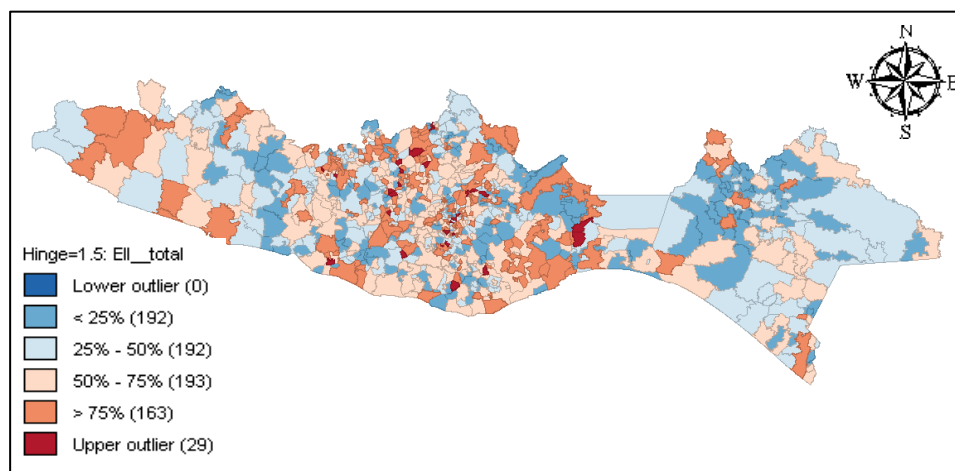 N
W E
S
Hinge=1.5: Ell__total
Lower outlier (0)
< 25% (192)
25% - 50% (192)
50% - 75% (193)
> 75% (163)
Upper outlier (29)